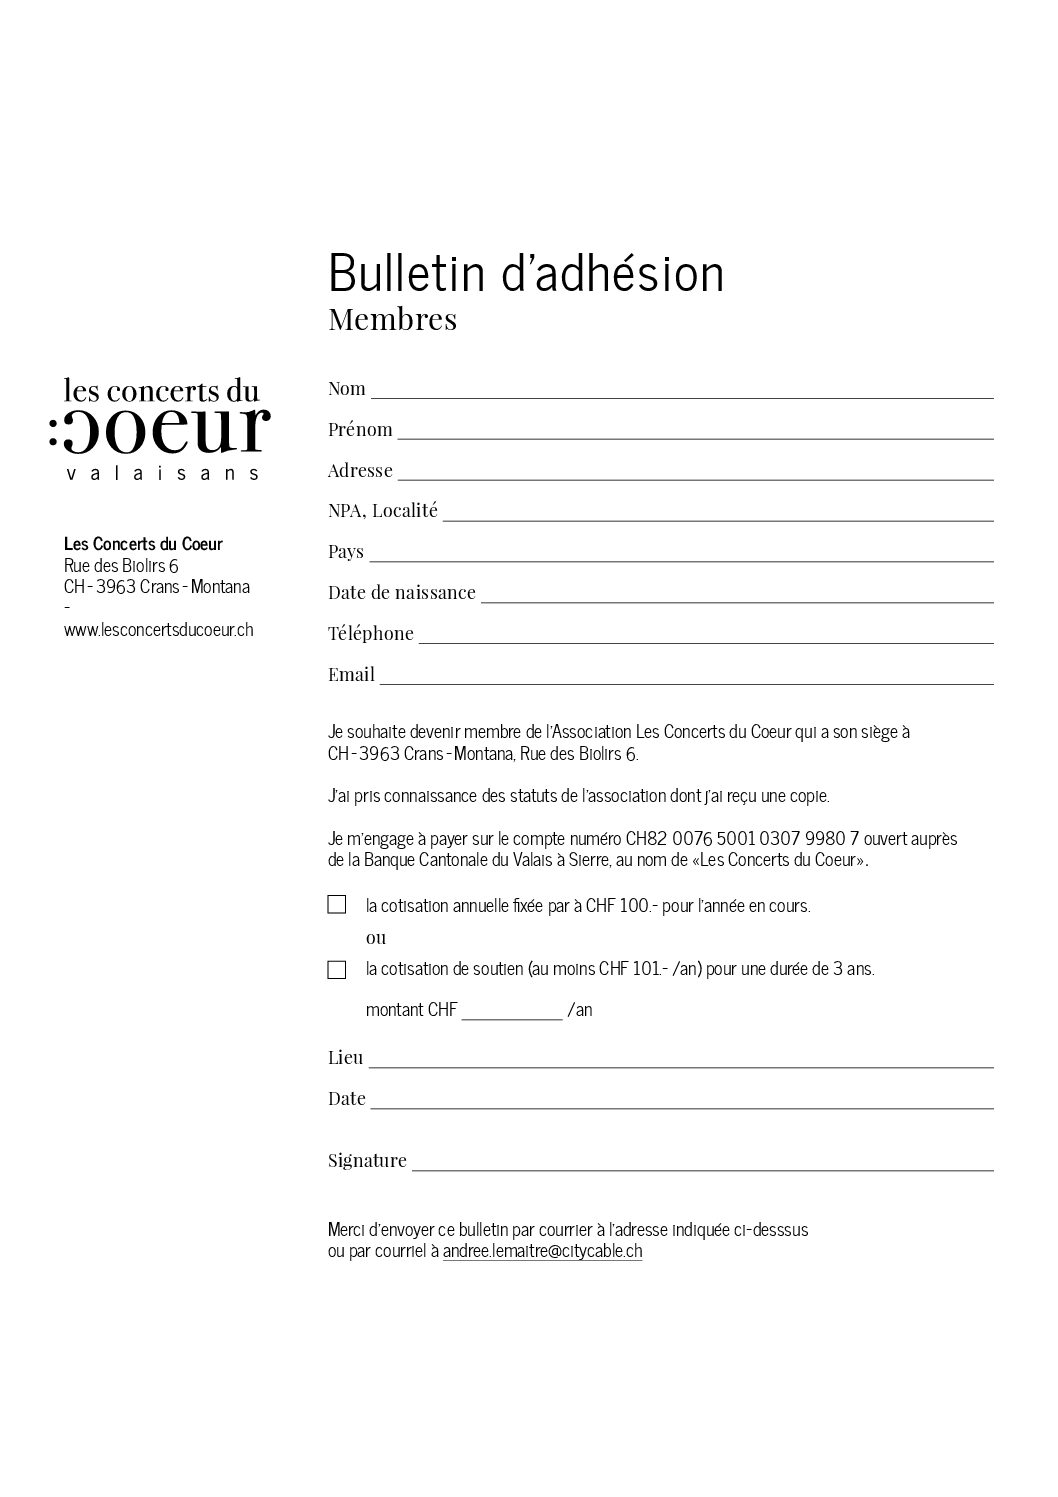 Bulletin d'adhésion
Membres
les concerts du
:coeur
valaisans
Les Concerts du Coeur
Rue des Biolirs 6
CH-3963 Crans-Montana
-
www.lesconcertsducoeur.ch
Nom
Prénom
Adresse
NPA, Localité
Pays
Date de naissance
Téléphone
Email
Je souhaite devenir membre de l'Association Les Concerts du Coeur qui a son siège à
CH-3963 Crans-Montana, Rue des Biolirs 6.
J'ai pris connaissance des statuts de l'association dont j'ai reçu une copie.
Je m'engage à payer sur le compte numéro CH82 0076 5001 0307 9980 7 ouvert auprès
de la Banque Cantonale du Valais à Sierre, au nom de «Les Concerts du Coeur».
la cotisation annuelle fixée par à CHF 100.- pour l'année en cours.
ou
la cotisation de soutien (au moins CHF 101.- /an) pour une durée de 3 ans.
montant CHF __________ /an
Lieu
Date
Signature
Merci d'envoyer ce bulletin par courrier à l'adresse indiquée ci-desssus
ou par courriel à andree.lemaitre@citycable.ch